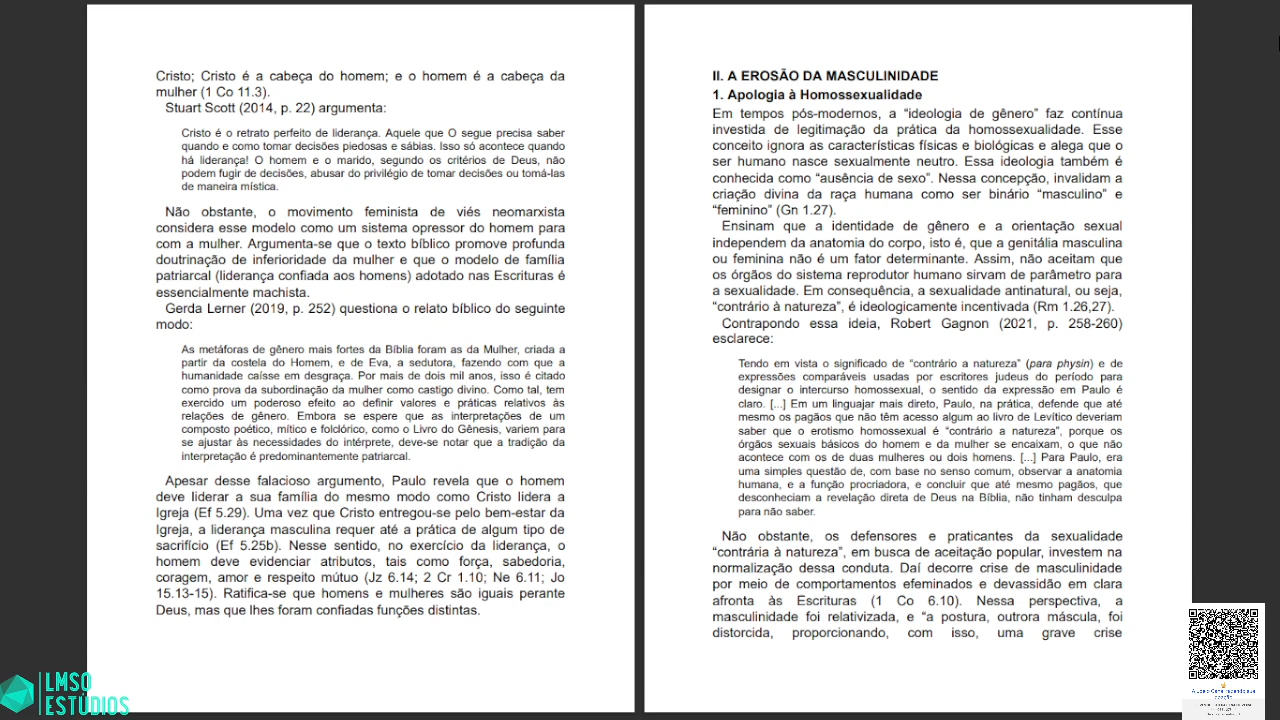 Cristo; Cristo é a cabeça do homem; e o homem é a cabeça da
mulher (1 Co 11.3).
Stuart Scott (2014, p. 22) argumenta:
Cristo é o retrato perfeito de liderança. Aquele que O segue precisa saber
quando e como tomar decisões piedosas e sábias. Isso só acontece quando
há liderança! O homem e o marido, segundo os critérios de Deus, não
podem fugir de decisões, abusar do privilégio de tomar decisões ou tomá-las
de maneira mística.
Não obstante, o movimento feminista de viés neomarxista
considera esse modelo como um sistema opressor do homem para
com a mulher. Argumenta-se que o texto bíblico promove profunda
doutrinação de inferioridade da mulher e que o modelo de família
patriarcal (liderança confiada aos homens) adotado nas Escrituras é
essencialmente machista.
Gerda Lerner (2019, p. 252) questiona o relato bíblico do seguinte
modo:
As metáforas de gênero mais fortes da Bíblia foram as da Mulher, criada a
partir da costela do Homem, e de Eva, a sedutora, fazendo com que a
humanidade caísse em desgraça. Por mais de dois mil anos, isso é citado
como prova da subordinação da mulher como castigo divino. Como tal, tem
exercido um poderoso efeito ao definir valores e práticas relativos às
relações de gênero. Embora se espere que as interpretações de um
composto poético, mítico e foldórico, como o Livro do Gênesis, variem para
se ajustar às necessidades do intérprete, deve-se notar que a tradição da
interpretação é predominantemente patriarcal.
Apesar desse falacioso argumento, Paulo revela que o homem
deve liderar a sua família do mesmo modo como Cristo lidera a
Igreja (Ef 5.29). Uma vez que Cristo entregou-se pelo bem-estar da
Igreja, a liderança masculina requer até a prática de algum tipo de
sacrifício (Ef 5.25b). Nesse sentido, no exercício da liderança, o
homem deve evidenciar atributos, tais como força, sabedoria,
coragem, amor e respeito mútuo (Jz 6.14; 2 Cr 1.10; Ne 6.11; Jo
15.13-15). Ratifica-se que homens e mulheres são iguais perante
Deus, mas que lhes foram confiadas funções distintas.
II. A EROSÃO DA MASCULINIDADE
1. Apologia à Homossexualidade
Em tempos pós-modernos, a “ideologia de gênero” faz contínua
investida de legitimação da prática da homossexualidade. Esse
conceito ignora as características físicas e biológicas e alega que o
ser humano nasce sexualmente neutro. Essa ideologia também é
conhecida como “ausência de sexo”. Nessa concepção, invalidam a
criação divina da raça humana como ser binário “masculino” e
“feminino” (Gn 1.27).
Ensinam que a identidade de gênero e a orientação sexual
independem da anatomia do corpo, isto é, que a genitália masculina
ou feminina não é um fator determinante. Assim, não aceitam que
os órgãos do sistema reprodutor humano sirvam de parâmetro para
a sexualidade. Em consequência, a sexualidade antinatural, ou seja,
“contrário à natureza”, é ideologicamente incentivada (Rm 1.26,27).
Contrapondo essa ideia, Robert Gagnon (2021, p. 258-260)
esclarece:
Tendo em vista o significado de “contrário a natureza” (para physin) e de
expressões comparáveis usadas por escritores judeus do período para
designar o intercurso homossexual, o sentido da expressão em Paulo é
claro. [...] Em um linguajar mais direto, Paulo, na prática, defende que até
mesmo os pagãos que não têm acesso algum ao livro de Levítico deveriam
saber que o erotismo homossexual é “contrário a natureza”, porque os
órgãos sexuais básicos do homem e da mulher se encaixam, o que não
acontece com os de duas mulheres ou dois homens. [...] Para Paulo, era
uma simples questão de, com base no senso comum, observar a anatomia
humana, e a função procriadora, e concluir que até mesmo pagãos, que
desconheciam a revelação direta de Deus na Bíblia, não tinham desculpa
para não saber.
Não obstante, os defensores e praticantes da sexualidade
“contrária à natureza”, em busca de aceitação popular, investem na
normalização dessa conduta. Daí decorre crise de masculinidade
por meio de comportamentos efeminados e devassidão em clara
afronta às Escrituras (1 Co 6.10). Nessa perspectiva, a
masculinidade foi relativizada, e “a postura, outrora máscula, foi
distorcida, proporcionando, com isso, uma grave crise
LMSO
ESTÚDIOS